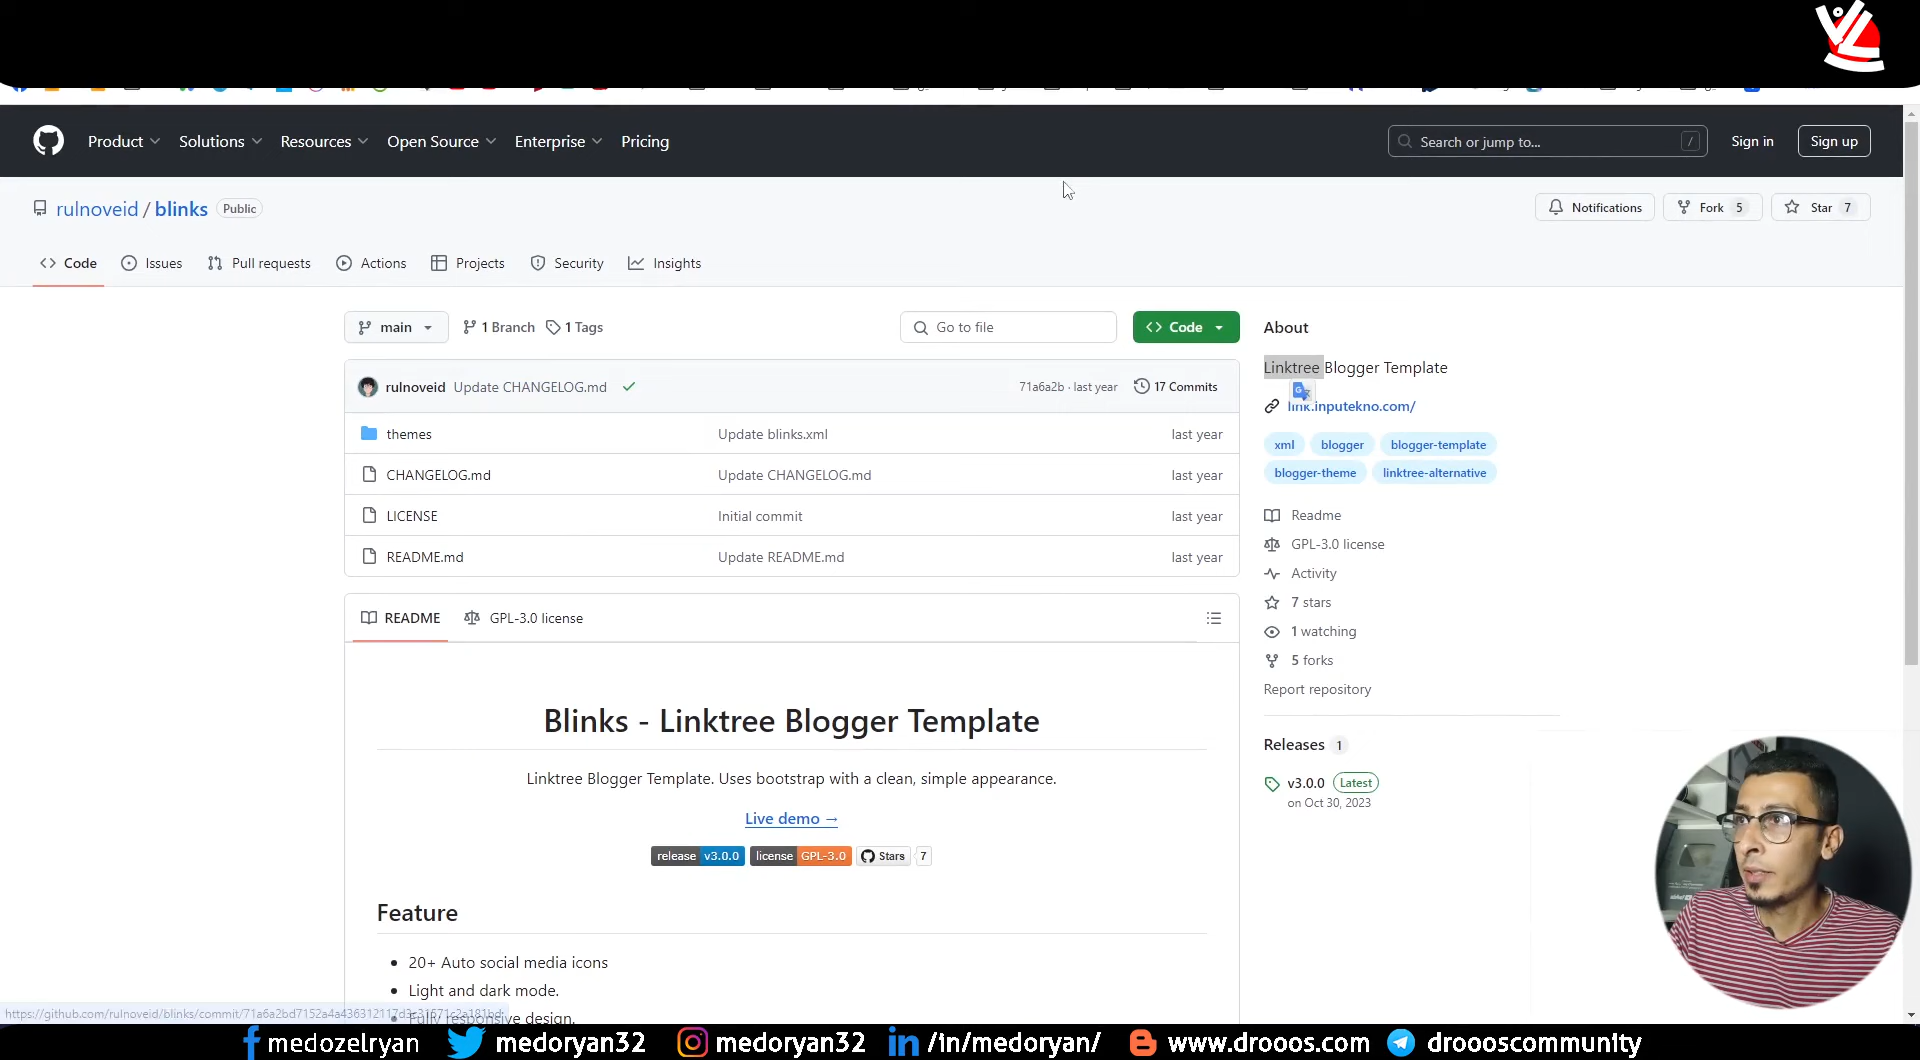 Product Solutions Resources Open Source Enterprise Pricing Search or jump to... / Sign in Sign up
rulnoveid / blinks Public Notifications Fork 5 Star 7
Code Issues Pull requests Actions Projects Security Insights
main 1 Branch 1 Tags Go to file Code
rulnoveid Update CHANGELOG.md 71a6a2b · last year 17 Commits
themes Update blinks.xml last year
CHANGELOG.md Update CHANGELOG.md last year
LICENSE Initial commit last year
README.md Update README.md last year
README GPL-3.0 license
Blinks - Linktree Blogger Template
Linktree Blogger Template. Uses bootstrap with a clean, simple appearance.
Live demo →
release v3.0.0 license GPL-3.0 Stars 7
Feature
20+ Auto social media icons
Light and dark mode.
Fully responsive design.
About
Linktree Blogger Template
link.inputekno.com/
xml blogger blogger-template
blogger-theme linktree-alternative
Readme
GPL-3.0 license
Activity
7 stars
1 watching
5 forks
Report repository
Releases 1
v3.0.0 Latest
on Oct 30, 2023
medozelryan medoryan32 medoryan32 /in/medoryan/ www.drooos.com droooscommunity